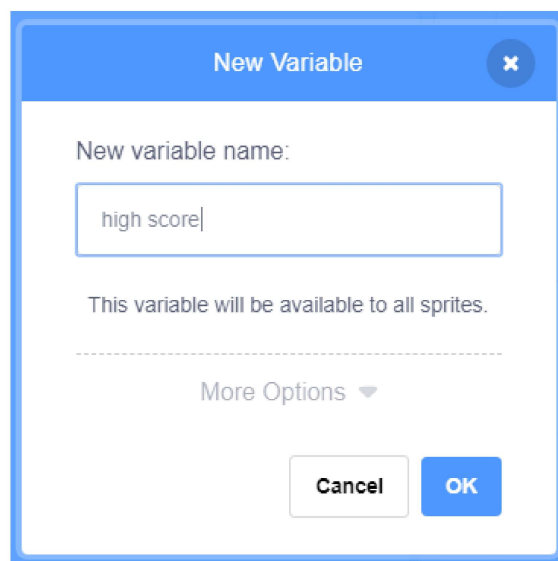 New Variable
New variable name:
high score
This variable will be available to all sprites.
More Options
Cancel OK